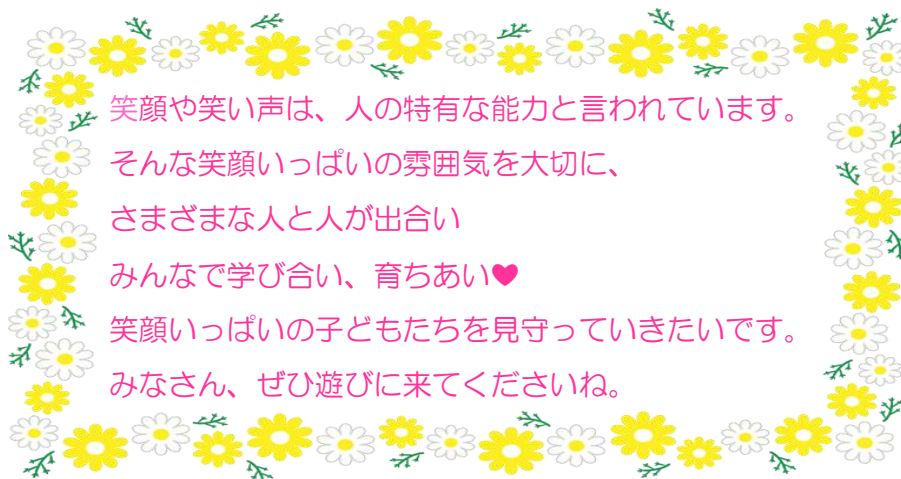 笑顔や笑い声は、人の特有な能力と言われています。
そんな笑顔いっぱいの雰囲気を大切に、
さまざまな人と人が出合い
みんなで学び合い、育ちあい♥
笑顔いっぱいの子どもたちを見守っていきたいです。
みなさん、ぜひ遊びに来てくださいね。